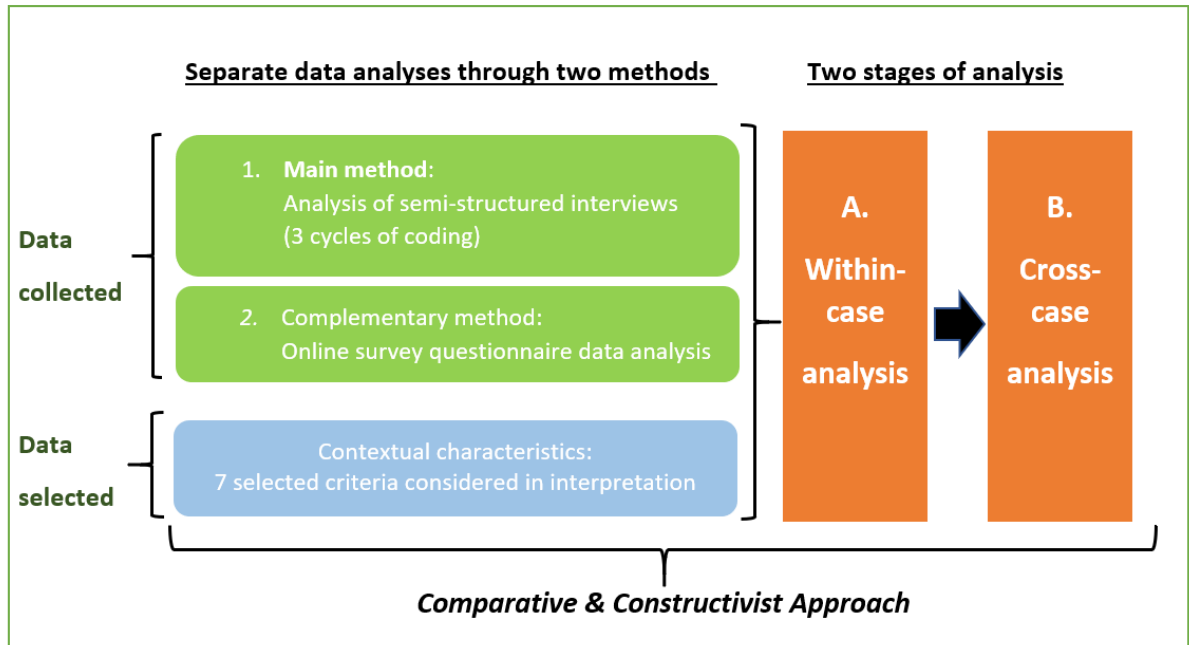 Separate data analyses through two methods
Two stages of analysis
Data
collected
1. Main method:
Analysis of semi-structured interviews
(3 cycles of coding)
2. Complementary method:
Online survey questionnaire data analysis
Data
selected
Contextual characteristics:
7 selected criteria considered in interpretation
A.
Within-
case
analysis
B.
Cross-
case
analysis
Comparative & Constructivist Approach